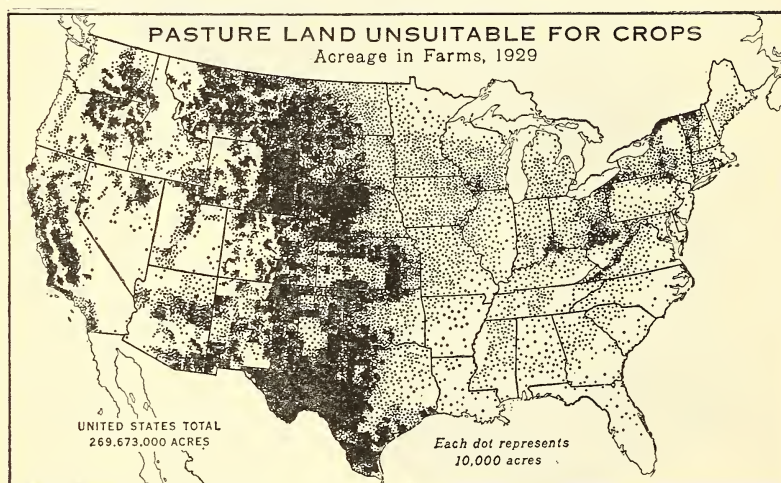 PASTURE LAND UNSUITABLE FOR CROPS
Acreage in Farms, 1929
UNITED STATES TOTAL
269,673,000 ACRES
Each dot represents
10,000 acres